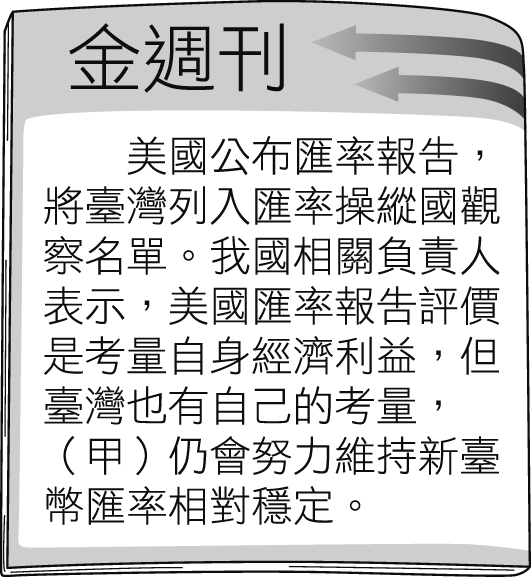 金週刊
美國公布匯率報告，
將臺灣列入匯率操縱國觀
察名單。我國相關負責人
表示，美國匯率報告評價
是考量自身經濟利益，但
臺灣也有自己的考量，
（甲）仍會努力維持新臺
幣匯率相對穩定。